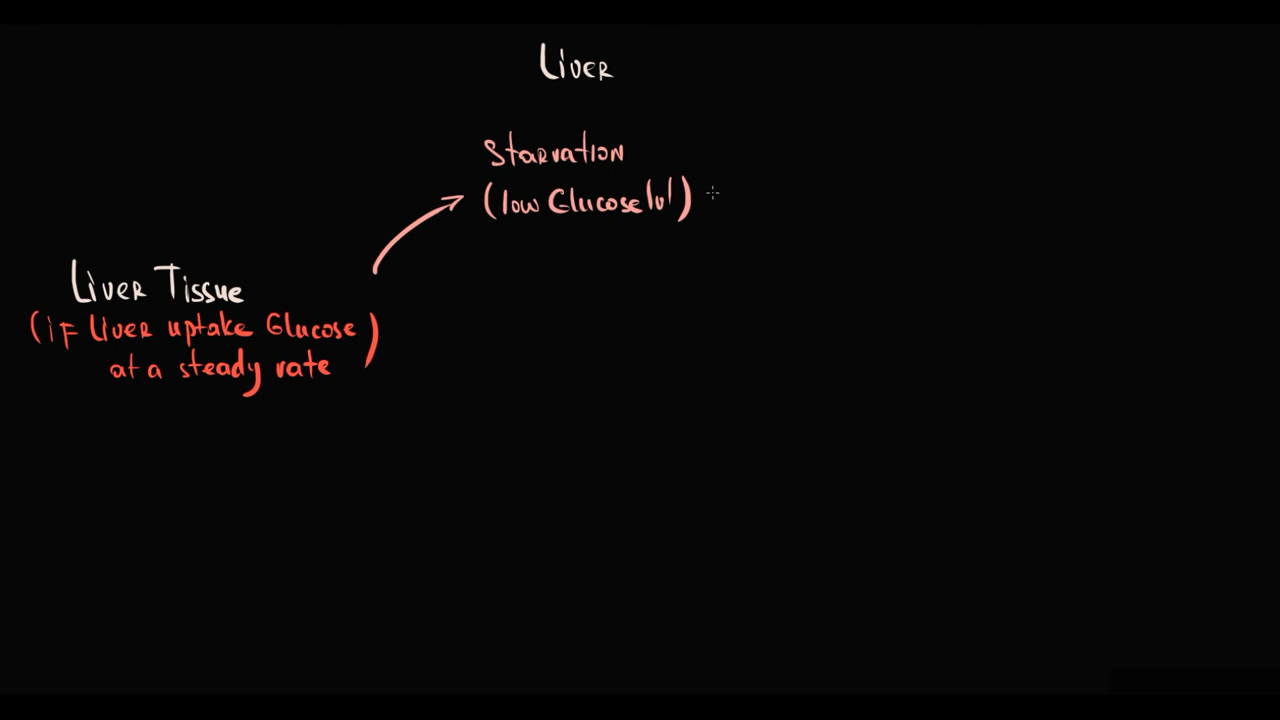 Liver
Starvation
(low Glucose lvl)
Liver Tissue
(if Liver uptake Glucose)
at a steady rate